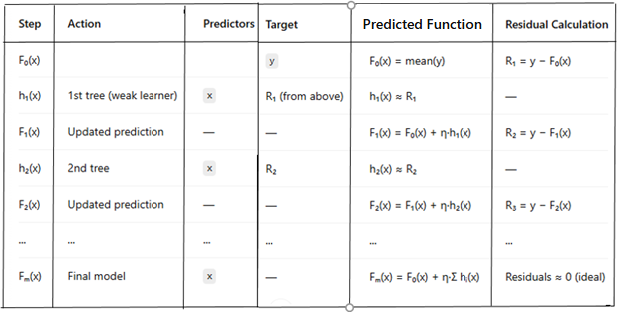 Step Action Predictors Target Predicted Function Residual Calculation
F₀(x) y F₀(x) = mean(y) R₁ = y − F₀(x)
h₁(x) 1st tree (weak learner) x R₁ (from above) h₁(x) ≈ R₁ —
F₁(x) Updated prediction — — F₁(x) = F₀(x) + η·h₁(x) R₂ = y − F₁(x)
h₂(x) 2nd tree x R₂ h₂(x) ≈ R₂ —
F₂(x) Updated prediction — — F₂(x) = F₁(x) + η·h₂(x) R₃ = y − F₂(x)
... ... ... ... ... ...
Fₘ(x) Final model x — Fₘ(x) = F₀(x) + η·Σ hᵢ(x) Residuals ≈ 0 (ideal)